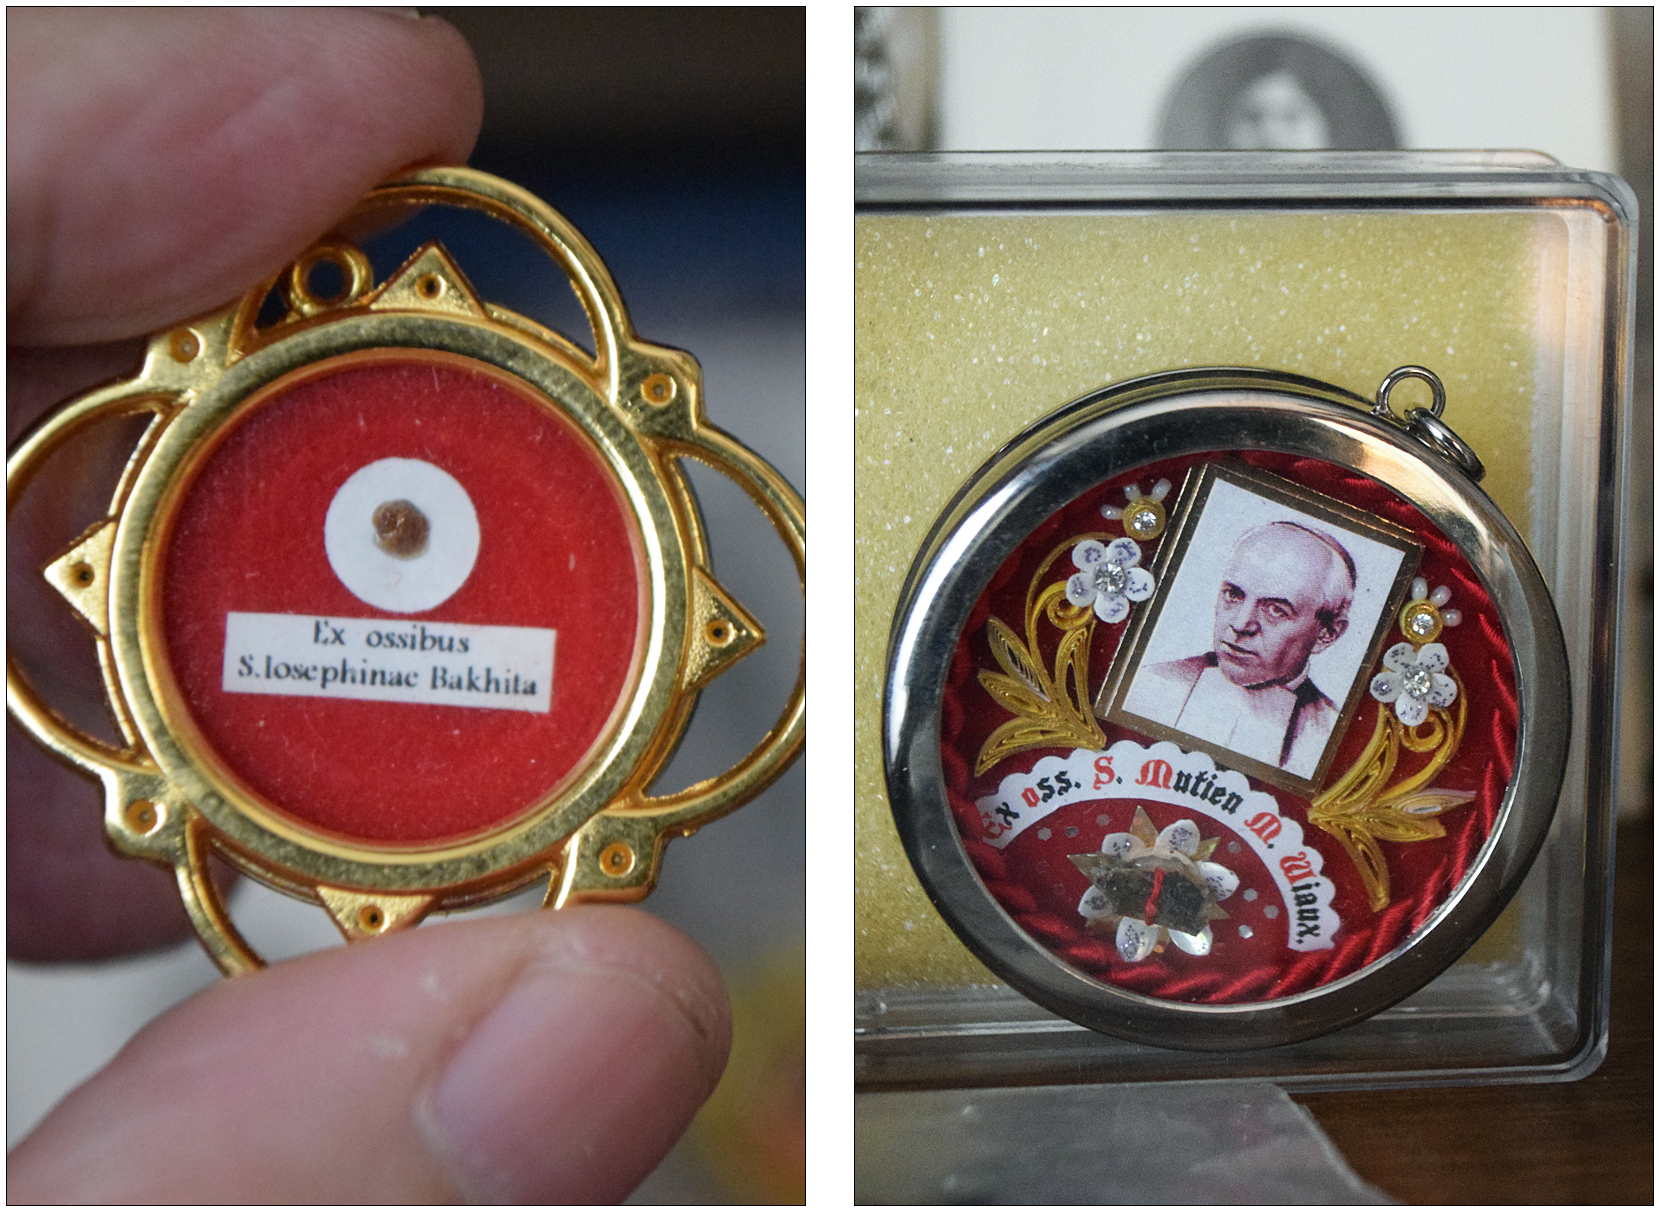 Ex ossibus
S.Iosephinae Bakhita
Ex oss. S. Mutien M. Wiaux.